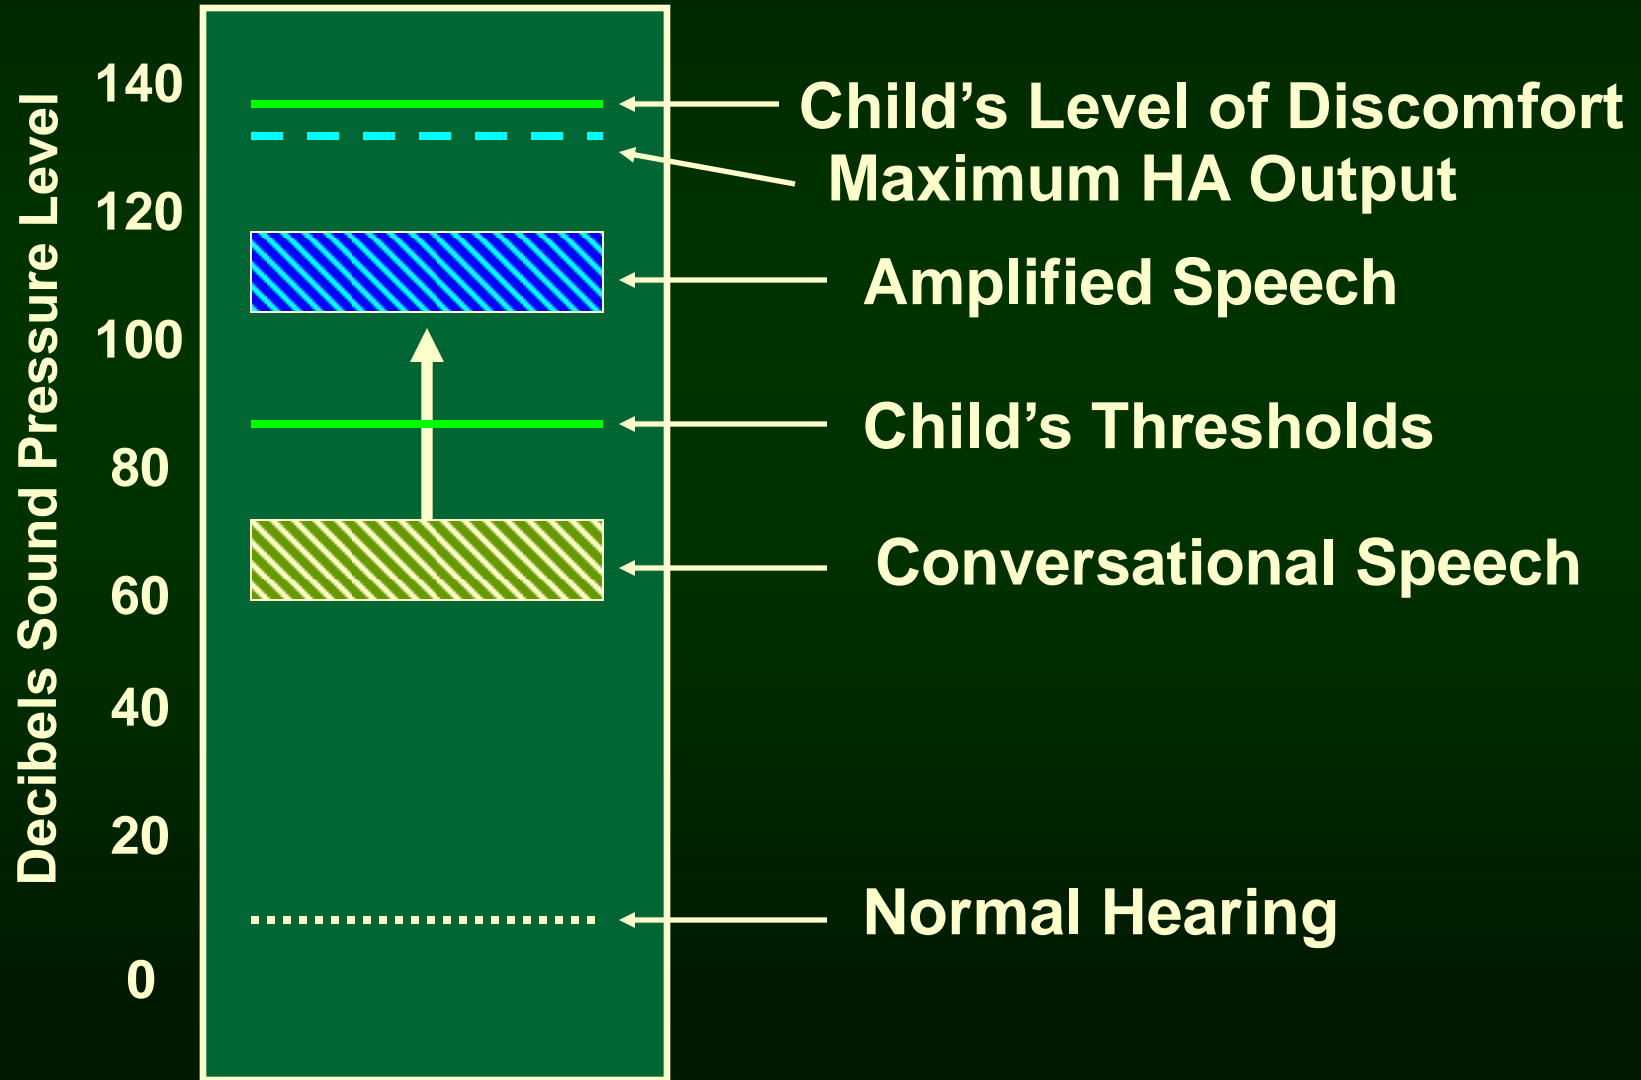 Decibels Sound Pressure Level
140
120
100
80
60
40
20
0
Child’s Level of Discomfort
Maximum HA Output
Amplified Speech
Child’s Thresholds
Conversational Speech
Normal Hearing